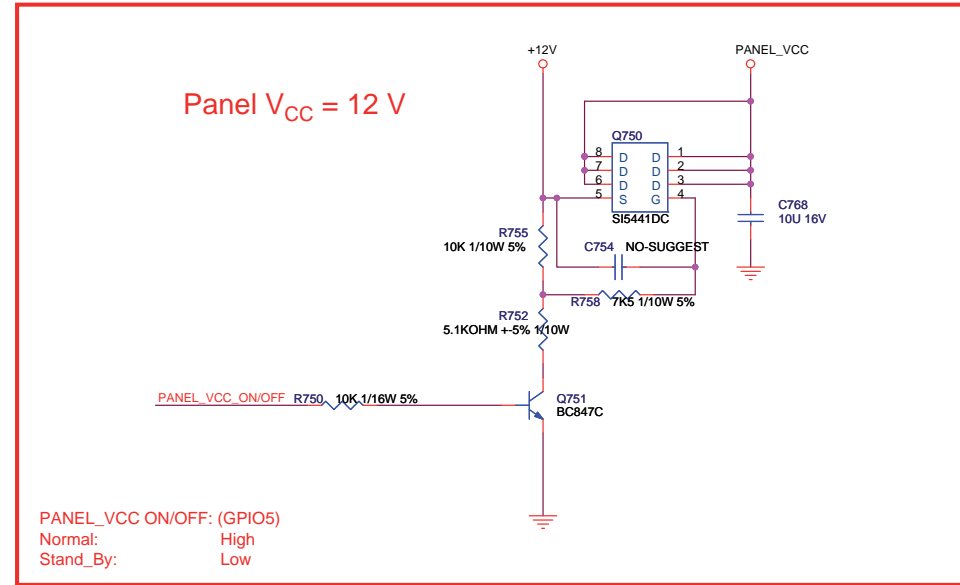 +12V
PANEL_VCC
Panel VCC = 12 V
Q750
8 D D 1
7 D D 2
6 D D 3
5 S G 4
SI5441DC
C768
10U 16V
R755
10K 1/10W 5%
C754 NO-SUGGEST
R758 7K5 1/10W 5%
R752
5.1KOHM +-5% 1/10W
PANEL_VCC_ON/OFF R750 10K 1/16W 5%
Q751
BC847C
PANEL_VCC ON/OFF: (GPIO5)
Normal: High
Stand_By: Low